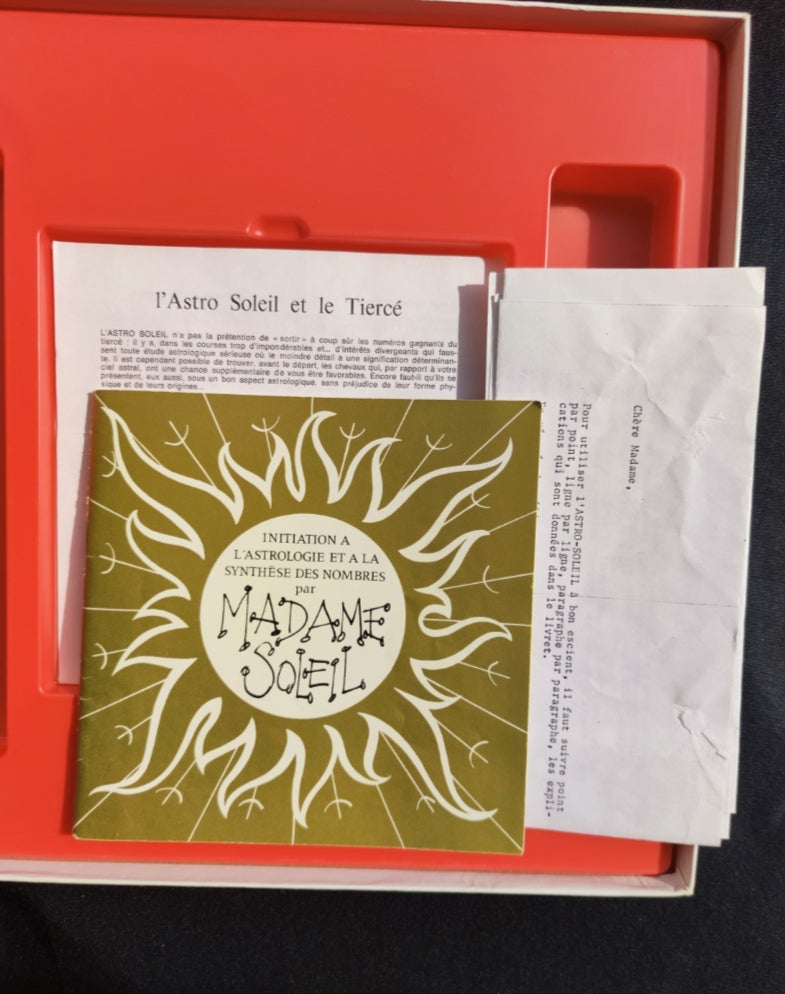 l'Astro Soleil et le Tiercé
L'ASTRO SOLEIL n'a pas la prétention de « sortir » à coup sûr les numéros gagnants du
tiercé : il y a, dans les courses trop d'impondérables et... d'intérêts divergeants qui faus-
sent toute étude astrologique sérieuse où le moindre détail a une signification déterminan-
te. Il est cependant possible de trouver, avant le départ, les chevaux qui, par rapport à votre
ciel astral, ont une chance supplémentaire de vous être favorables. Encore faut-il qu'ils se
présentent, eux aussi, sous un bon aspect astrologique, sans préjudice de leur forme phy-
sique et de leurs origines...
INITIATION A
L'ASTROLOGIE ET A LA
SYNTHÈSE DES NOMBRES
par
MADAME
SOLEIL
Chère Madame,
Pour utiliser l'ASTRO-SOLEIL à bon escient, il faut suivre point
par point, ligne par ligne, paragraphe par paragraphe, les expli-
cations qui sont données dans le livret.